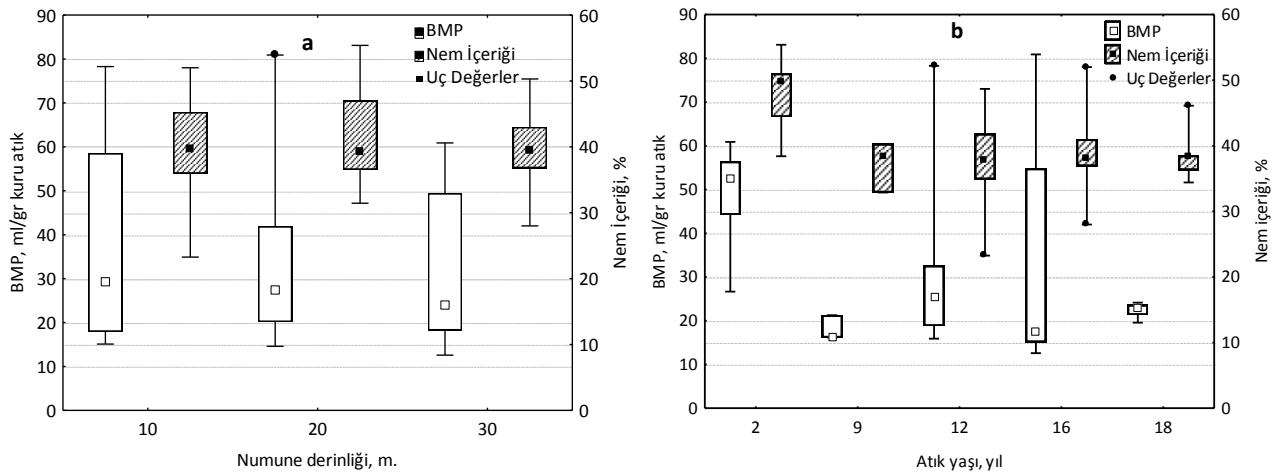 a
BMP
Nem İçeriği
Uç Değerler
BMP, ml/gr kuru atık
90
80
70
60
50
40
30
20
10
0
60
50
40
30
20
10
0
Nem İçeriği, %
10 20 30
Numune derinliği, m.
b
BMP
Nem İçeriği
Uç Değerler
BMP, ml/gr kuru atık
90
80
70
60
50
40
30
20
10
0
60
50
40
30
20
10
0
Nem içeriği, %
2 9 12 16 18
Atık yaşı, yıl